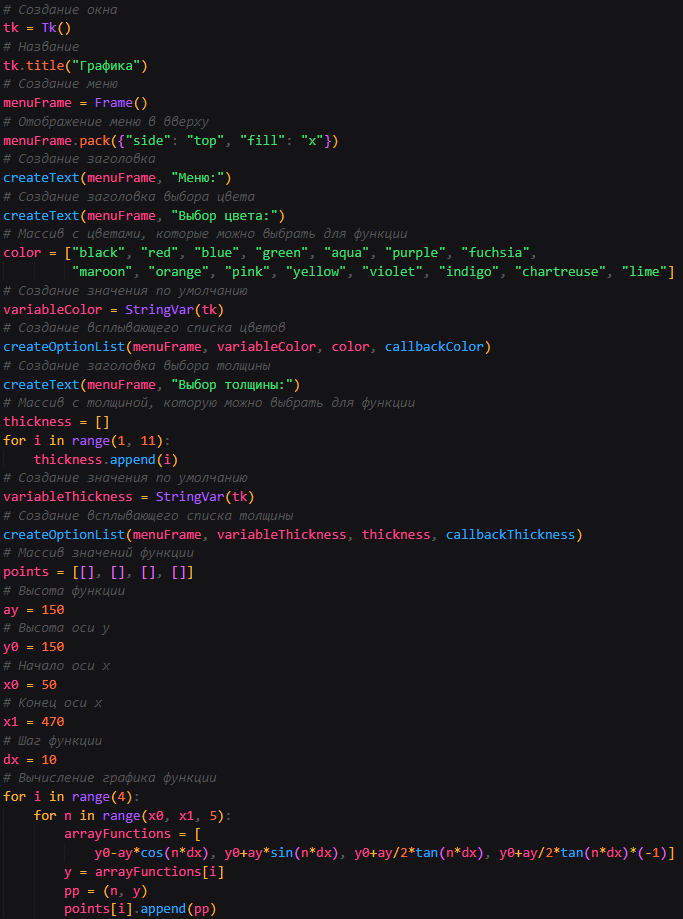 # Создание окна
tk = Tk()
# Название
tk.title("Графика")
# Создание меню
menuFrame = Frame()
# Отображение меню в вверху
menuFrame.pack({"side": "top", "fill": "x"})
# Создание заголовка
createText(menuFrame, "Меню:")
# Создание заголовка выбора цвета
createText(menuFrame, "Выбор цвета:")
# Массив с цветами, которые можно выбрать для функции
color = ["black", "red", "blue", "green", "aqua", "purple", "fuchsia",
         "maroon", "orange", "pink", "yellow", "violet", "indigo", "chartreuse", "lime"]
# Создание значения по умолчанию
variableColor = StringVar(tk)
# Создание всплывающего списка цветов
createOptionList(menuFrame, variableColor, color, callbackColor)
# Создание заголовка выбора толщины
createText(menuFrame, "Выбор толщины:")
# Массив с толщиной, которую можно выбрать для функции
thickness = []
for i in range(1, 11):
    thickness.append(i)
# Создание значения по умолчанию
variableThickness = StringVar(tk)
# Создание всплывающего списка толщины
createOptionList(menuFrame, variableThickness, thickness, callbackThickness)
# Массив значений функции
points = [[], [], [], []]
# Высота функции
ay = 150
# Высота оси y
y0 = 150
# Начало оси x
x0 = 50
# Конец оси x
x1 = 470
# Шаг функции
dx = 10
# Вычисление графика функции
for i in range(4):
    for n in range(x0, x1, 5):
        arrayFunctions = [
            y0-ay*cos(n*dx), y0+ay*sin(n*dx), y0+ay/2*tan(n*dx), y0+ay/2*tan(n*dx)*(-1)]
        y = arrayFunctions[i]
        pp = (n, y)
        points[i].append(pp)